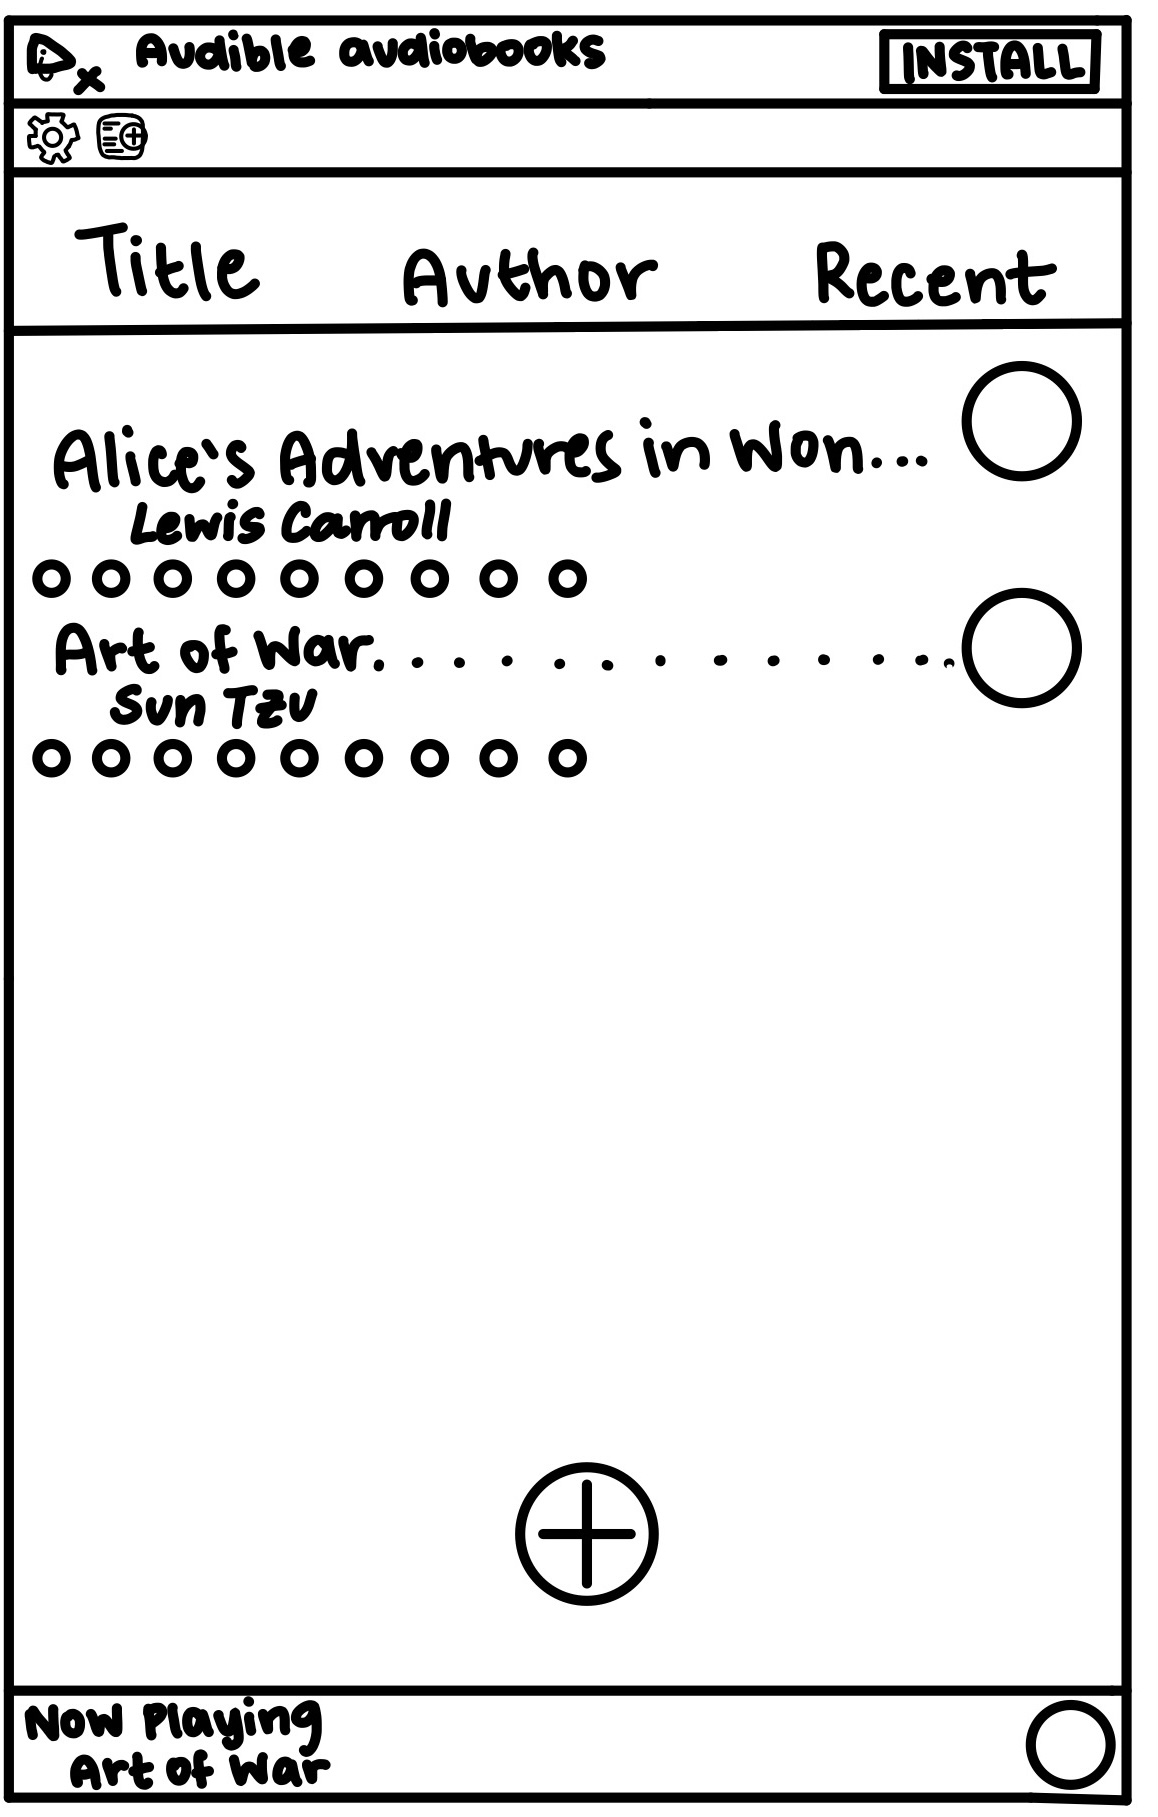 Audible audiobooks INSTALL
Title Author Recent
Alice's Adventures in Won...
Lewis Carroll
Art of War. . . . . . . . . . . . .
Sun Tzu
Now Playing
Art of War